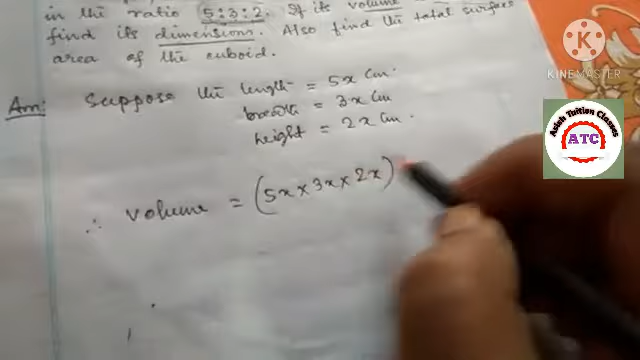 in the ratio 5:3:2. If its volume
find its dimensions. Also find the total surface
area of the cuboid.
Ans: Suppose the length = 5x cm.
breadth = 3x cm
height = 2x cm.
∴ Volume = (5x × 3x × 2x)
KINEMASTER
Asish Tuition Classes
ATC